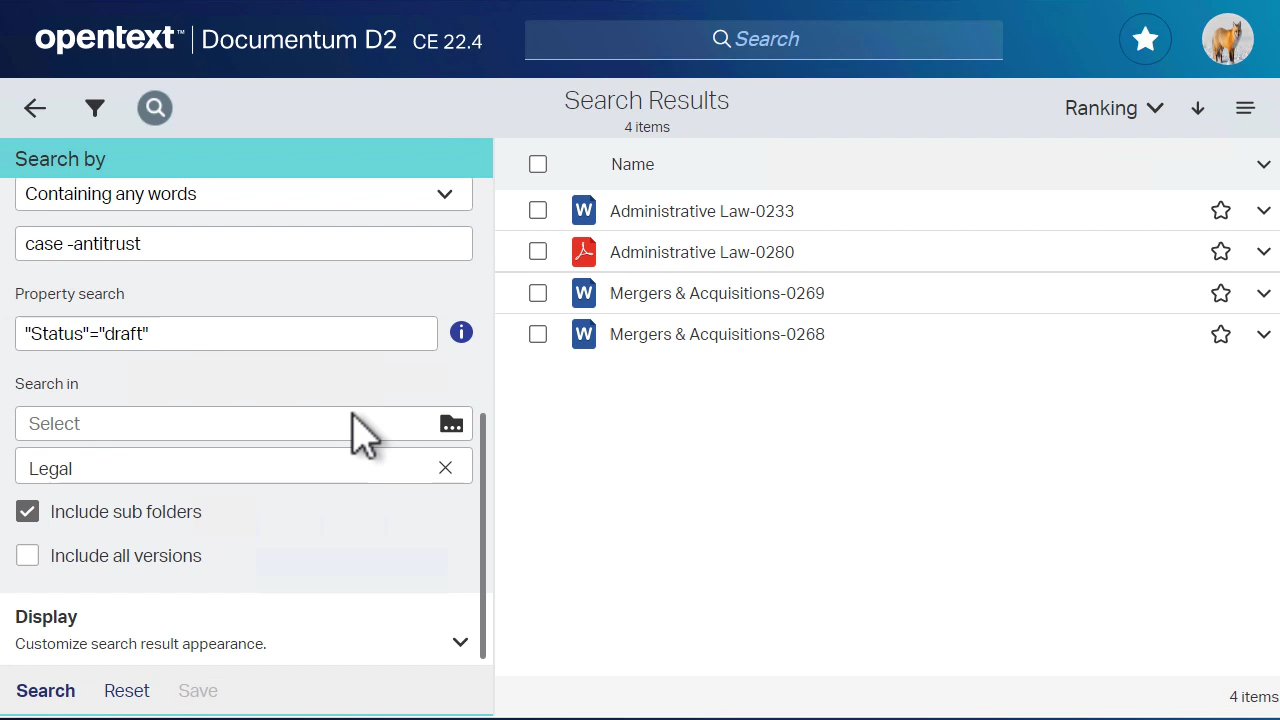 opentext™ | Documentum D2 CE 22.4
Search
Search Results
4 items
Ranking
Search by
Containing any words
case -antitrust
Property search
"Status"="draft"
Search in
Select
Legal
Include sub folders
Include all versions
Display
Customize search result appearance.
Search Reset Save
Name
Administrative Law-0233
Administrative Law-0280
Mergers & Acquisitions-0269
Mergers & Acquisitions-0268
4 items